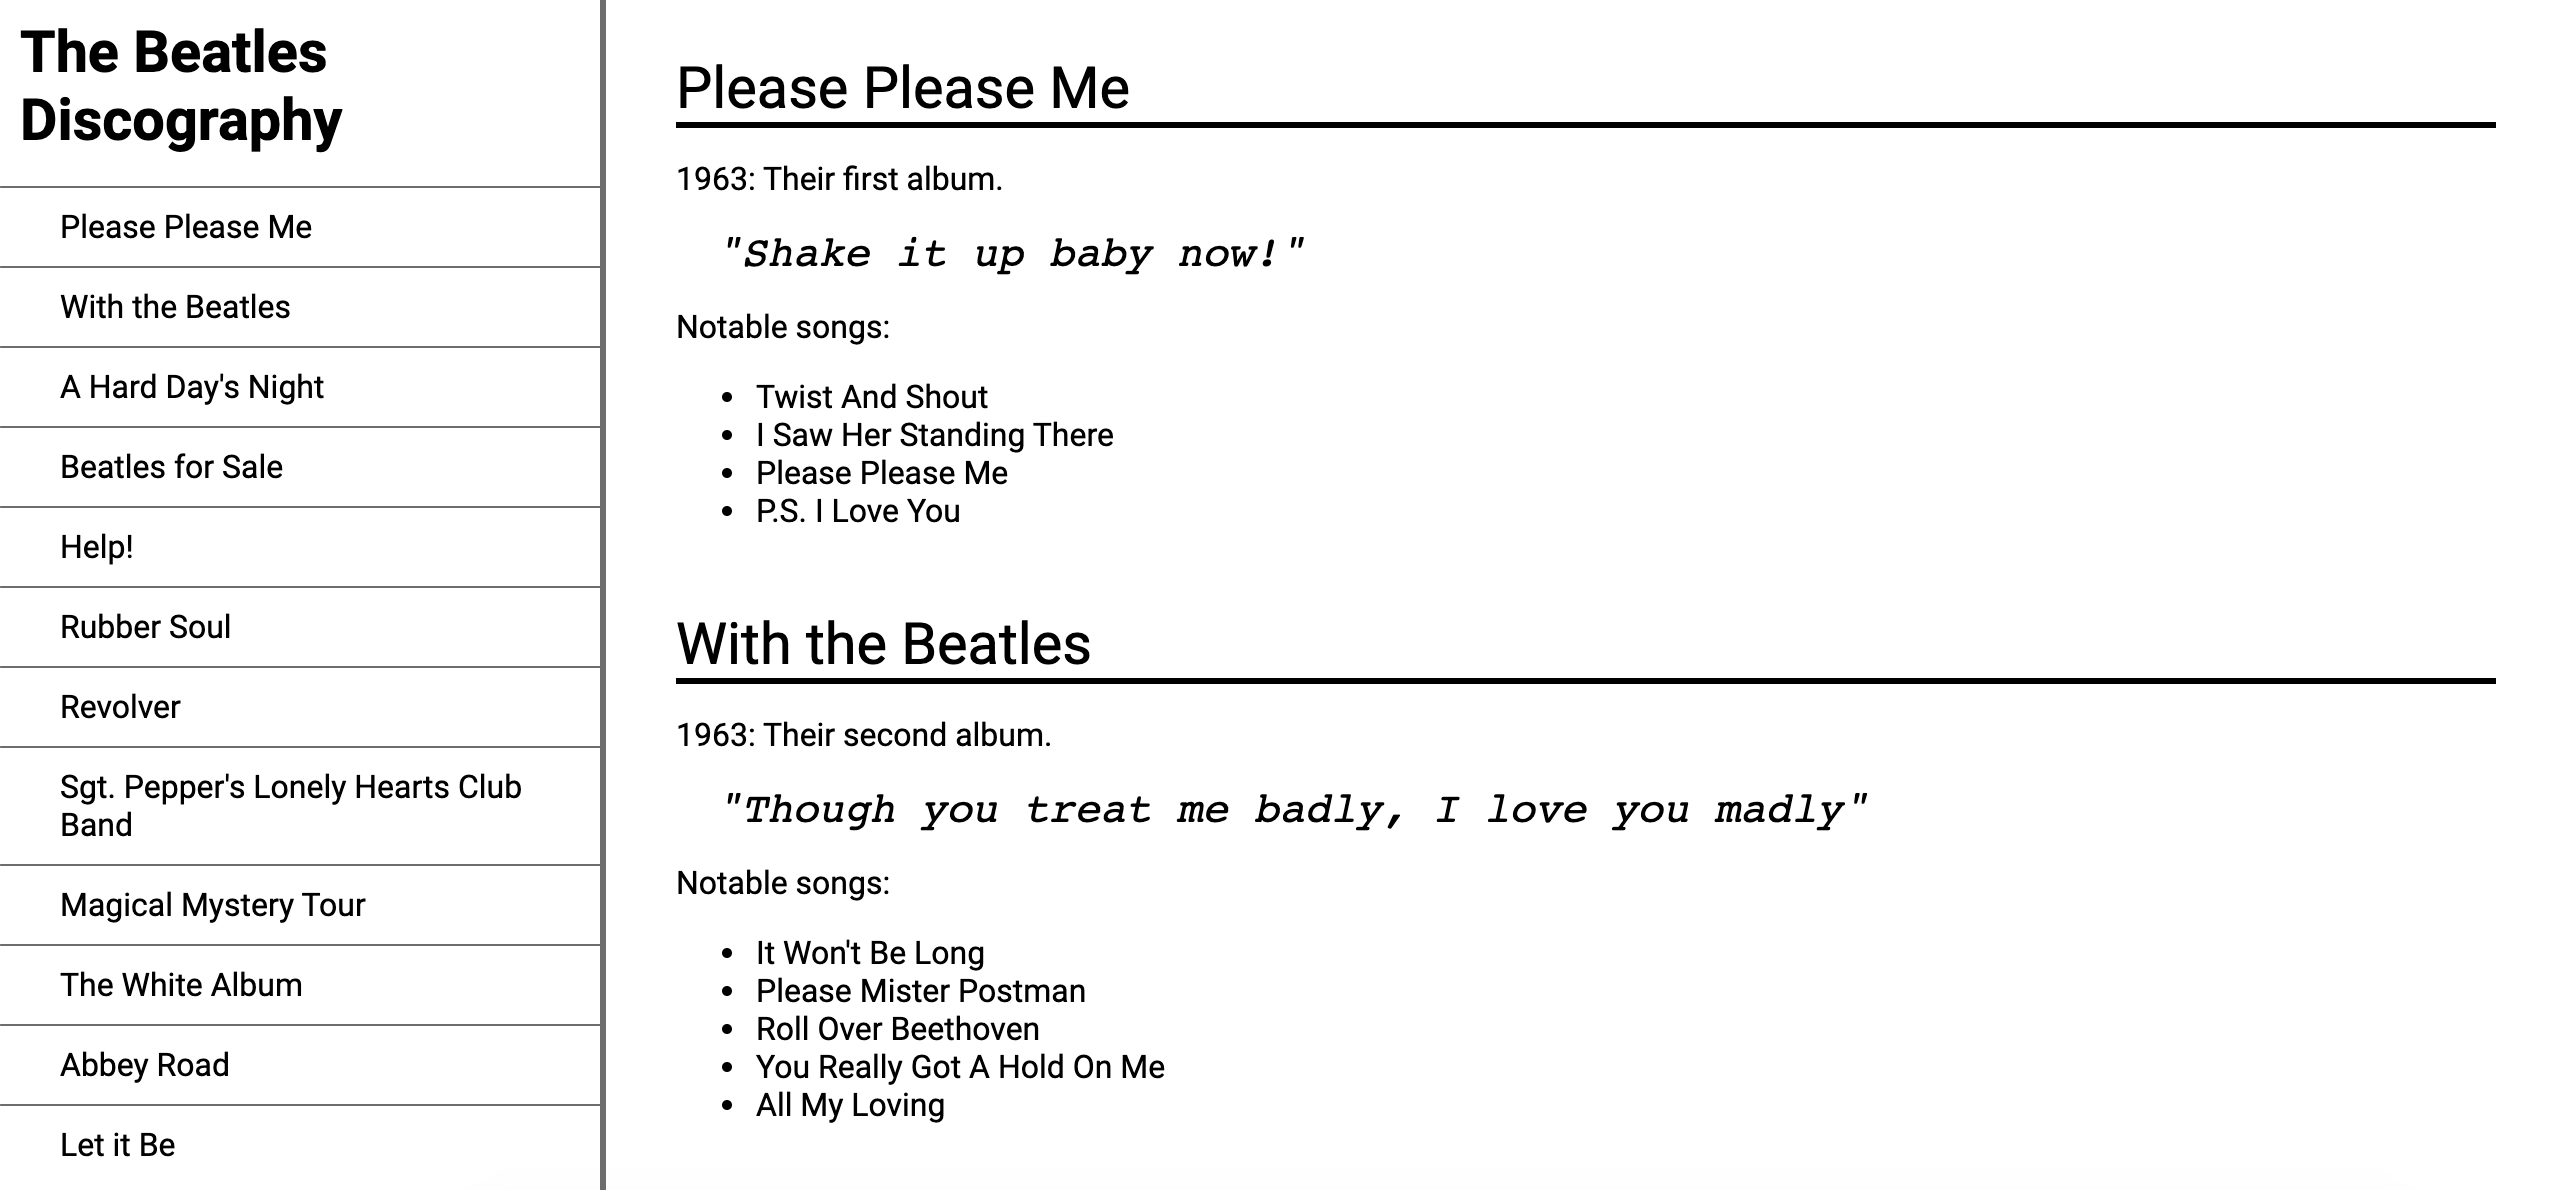 The Beatles
Discography
Please Please Me
With the Beatles
A Hard Day's Night
Beatles for Sale
Help!
Rubber Soul
Revolver
Sgt. Pepper's Lonely Hearts Club
Band
Magical Mystery Tour
The White Album
Abbey Road
Let it Be
Please Please Me
1963: Their first album.
"Shake it up baby now!"
Notable songs:
• Twist And Shout
• I Saw Her Standing There
• Please Please Me
• P.S. I Love You
With the Beatles
1963: Their second album.
"Though you treat me badly, I love you madly"
Notable songs:
• It Won't Be Long
• Please Mister Postman
• Roll Over Beethoven
• You Really Got A Hold On Me
• All My Loving